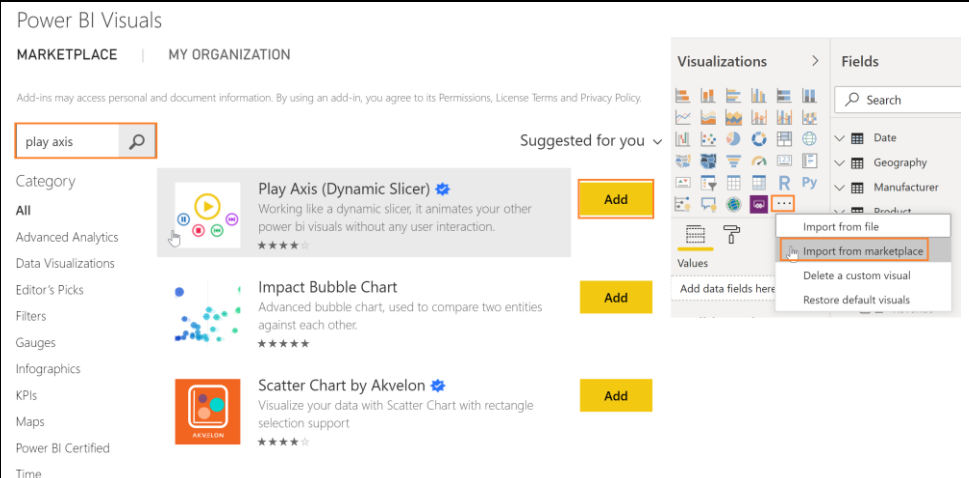 Power BI Visuals
MARKETPLACE | MY ORGANIZATION
Add-ins may access personal and document information. By using an add-in, you agree to its Permissions, License Terms and Privacy Policy.
play axis
Suggested for you
Category
All
Advanced Analytics
Data Visualizations
Editor's Picks
Filters
Gauges
Infographics
KPIs
Maps
Power BI Certified
Time
Play Axis (Dynamic Slicer)
Working like a dynamic slicer, it animates your other
power bi visuals without any user interaction.
Add
Impact Bubble Chart
Advanced bubble chart, used to compare two entities
against each other.
Add
AKVELON
Scatter Chart by Akvelon
Visualize your data with Scatter Chart with rectangle
selection support
Add
Visualizations
R Py
Values
Add data fields here
Import from file
Import from marketplace
Delete a custom visual
Restore default visuals
Fields
Search
Date
Geography
Manufacturer
Product